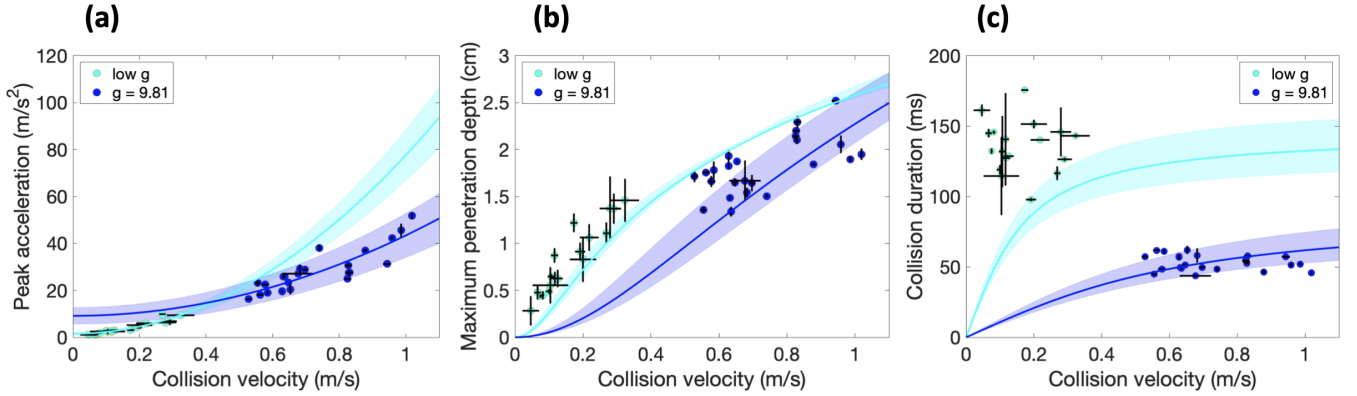 (a)
Peak acceleration (m/s²)
120
100
80
60
40
20
0
low g
g = 9.81
0 0.2 0.4 0.6 0.8 1
Collision velocity (m/s)
(b)
Maximum penetration depth (cm)
3
2.5
2
1.5
1
0.5
0
low g
g = 9.81
0 0.2 0.4 0.6 0.8 1
Collision velocity (m/s)
(c)
Collision duration (ms)
200
150
100
50
0
low g
g = 9.81
0 0.2 0.4 0.6 0.8 1
Collision velocity (m/s)